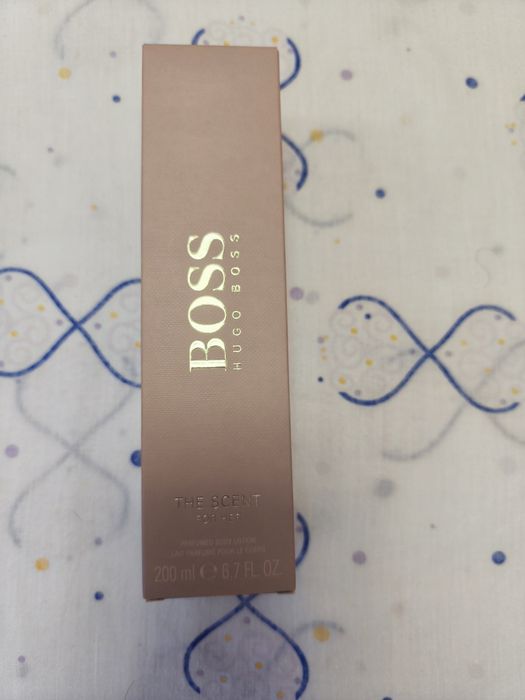 BOSS
HUGO BOSS
THE SCENT
FOR HER
PERFUMED BODY LOTION
LAIT PARFUMÉ POUR LE CORPS
200 ml ℮ 6.7 FL. OZ.